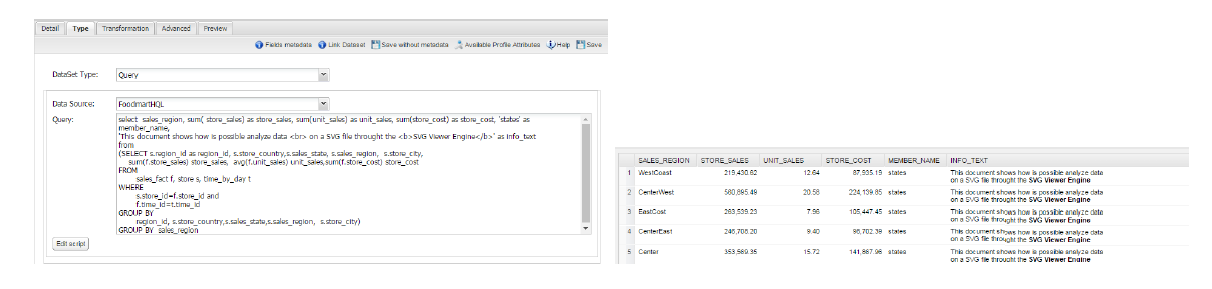 Detail Type Transformaition Advanced Preview
Fields metadata Link Dataset Save without metadata Available Profile Attributes Help Save
DataSet Type: Query
Data Source: FoodmartHQL
Query:
select sales_region, sum( store_sales) as store_sales, sum(unit_sales) as unit_sales, sum(store_cost) as store_cost, 'states' as
member_name,
'This document shows how is possible analyze data <br> on a SVG file throught the <b>SVG Viewer Engine</b>' as info_text
from
(SELECT s.region_id as region_id, s.store_country,s.sales_state, s.sales_region, s.store_city,
sum(f.store_sales) store_sales, avg(f.unit_sales) unit_sales,sum(f.store_cost) store_cost
FROM
sales_fact f, store s, time_by_day t
WHERE
s.store_id=f.store_id and
f.time_id=t.time_id
GROUP BY
region_id, s.store_country,s.sales_state,s.sales_region, s.store_city)
GROUP BY sales_region
Edit script
SALES_REGION STORE_SALES UNIT_SALES STORE_COST MEMBER_NAME INFO_TEXT
1 WestCoast 219,430.62 12.64 87,935.19 states This document shows how is possible analyze data
on a SVG file throught the SVG Viewer Engine
2 CenterWest 560,895.49 20.56 224,139.85 states This document shows how is possible analyze data
on a SVG file throught the SVG Viewer Engine
3 EastCost 263,539.23 7.96 105,447.45 states This document shows how is possible analyze data
on a SVG file throught the SVG Viewer Engine
4 CenterEast 246,708.20 9.40 98,702.39 states This document shows how is possible analyze data
on a SVG file throught the SVG Viewer Engine
5 Center 353,569.35 15.72 141,867.96 states This document shows how is possible analyze data
on a SVG file throught the SVG Viewer Engine